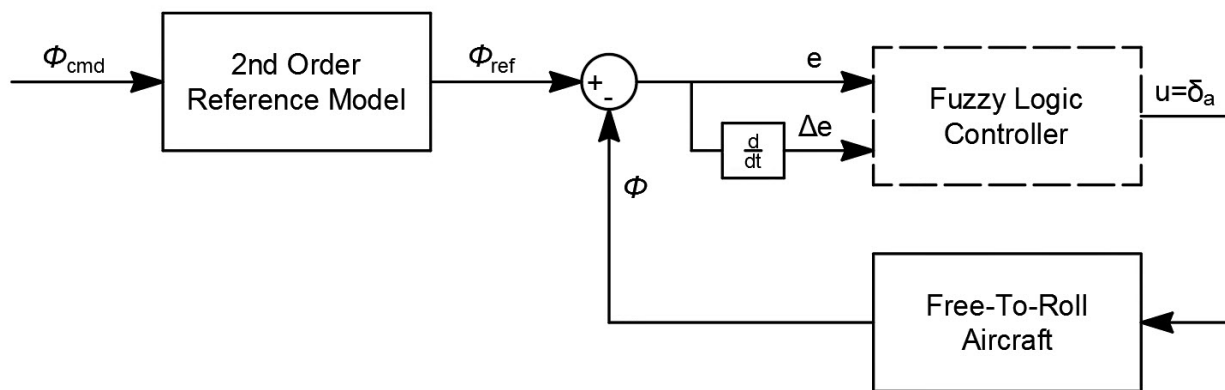 Φcmd
2nd Order
Reference Model
Φref
+
-
e
d
dt
Δe
Fuzzy Logic
Controller
u=δa
Φ
Free-To-Roll
Aircraft